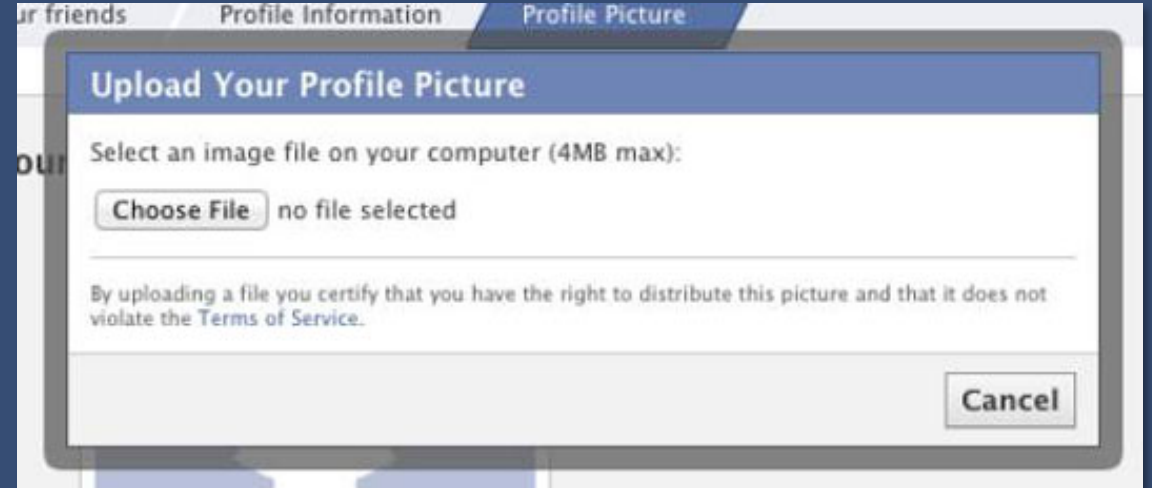 ur friends Profile Information Profile Picture
Upload Your Profile Picture
our
Select an image file on your computer (4MB max):
Choose File no file selected
By uploading a file you certify that you have the right to distribute this picture and that it does not
violate the Terms of Service.
Cancel